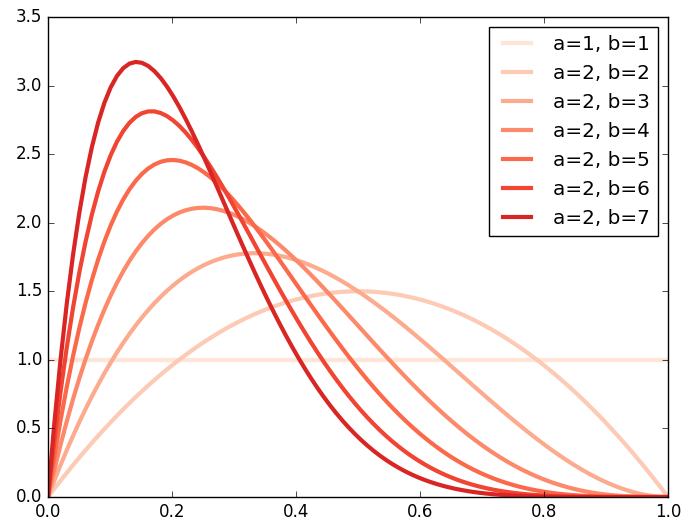 3.5
3.0
2.5
2.0
1.5
1.0
0.5
0.0
0.0 0.2 0.4 0.6 0.8 1.0
a=1, b=1
a=2, b=2
a=2, b=3
a=2, b=4
a=2, b=5
a=2, b=6
a=2, b=7